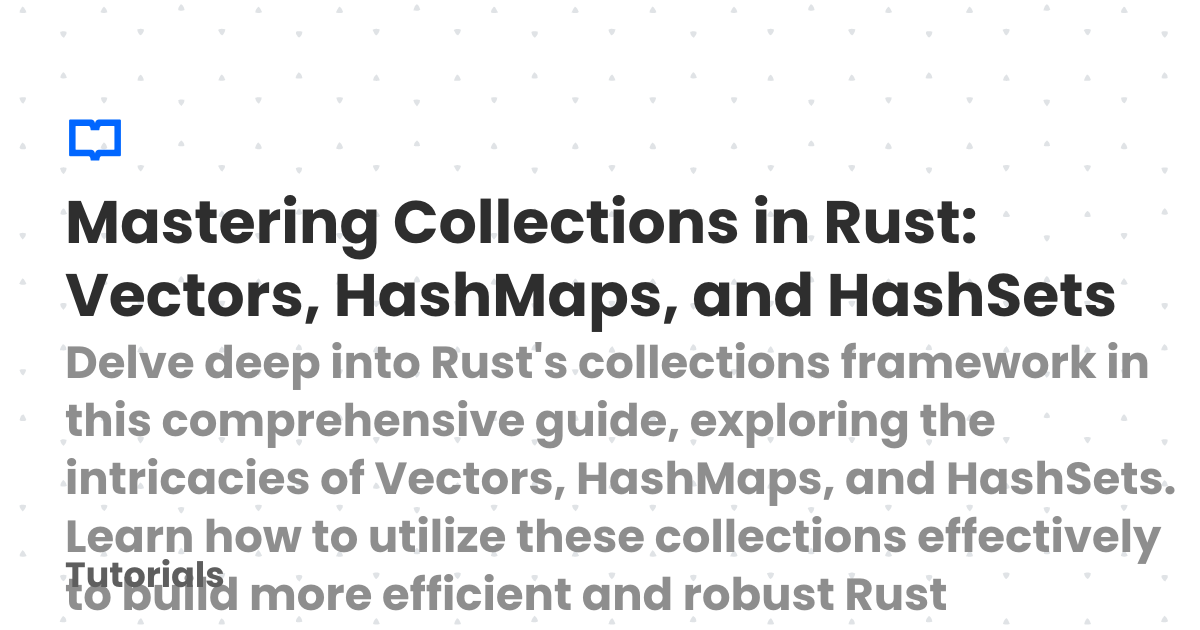 Mastering Collections in Rust:
Vectors, HashMaps, and HashSets
Delve deep into Rust's collections framework in
this comprehensive guide, exploring the
intricacies of Vectors, HashMaps, and HashSets.
Learn how to utilize these collections effectively
Tutorials
to build more efficient and robust Rust